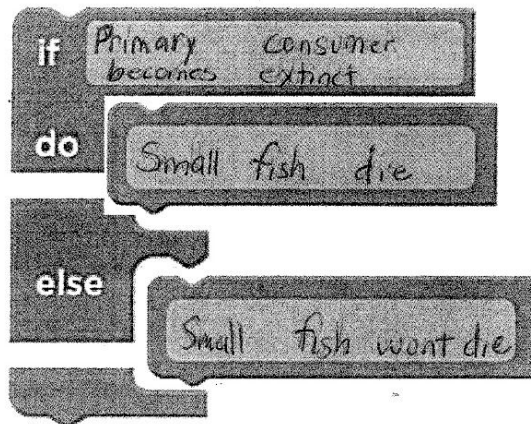 if
Primary consumer
becomes extinct
do
Small fish die
else
Small fish wont die